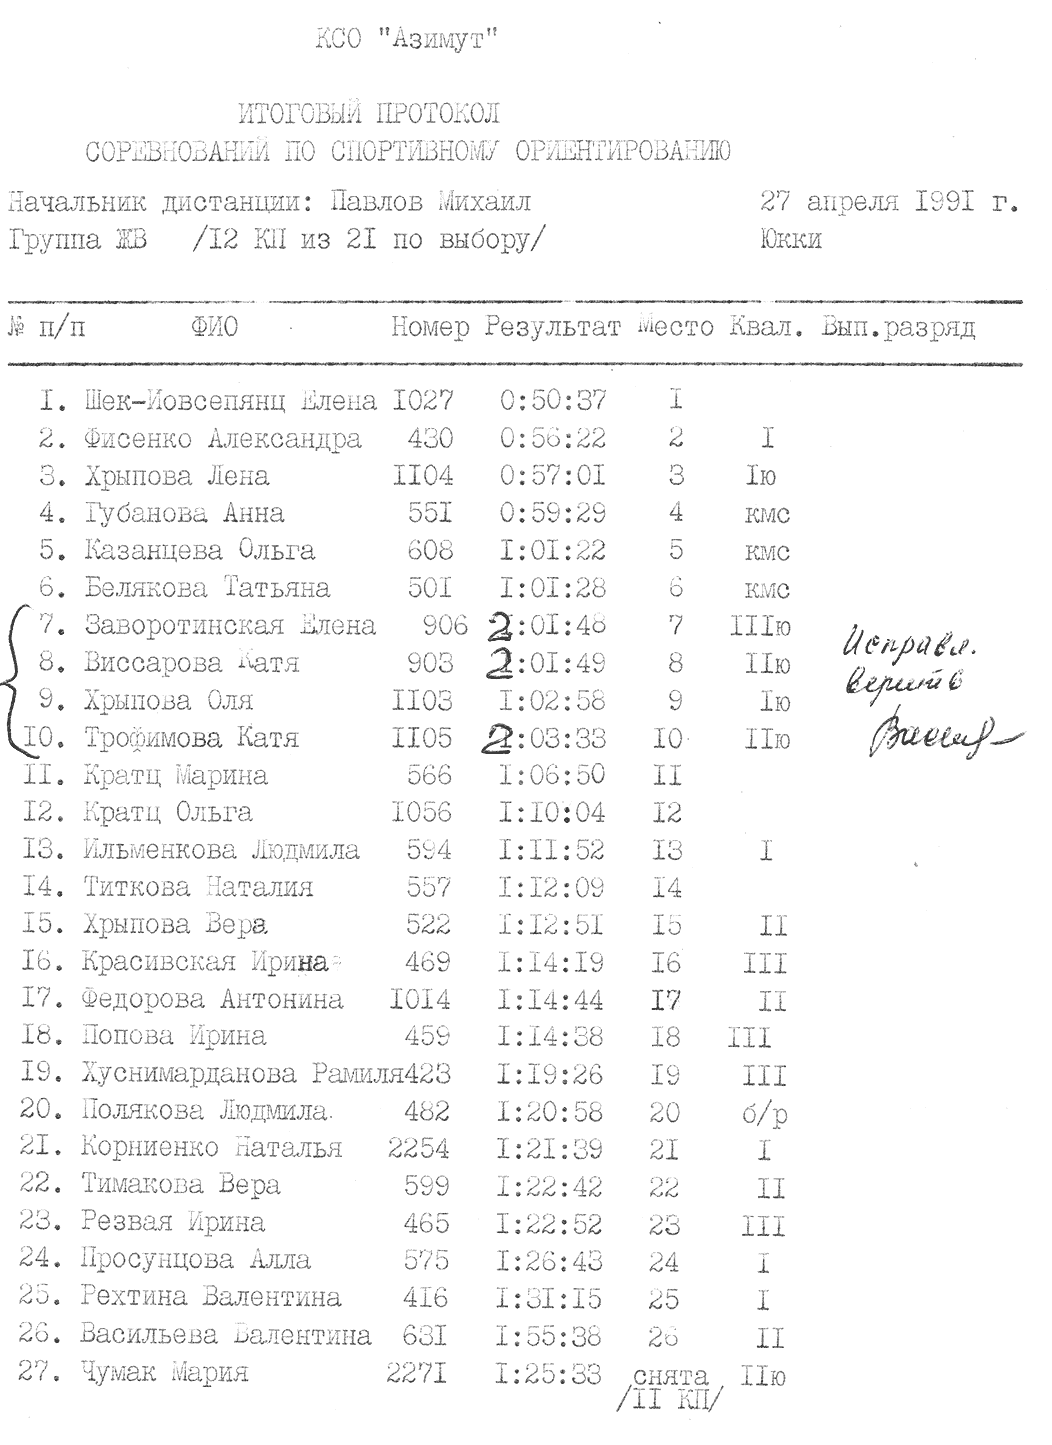 КСО "Азимут"
ИТОГОВЫЙ ПРОТОКОЛ
СОРЕВНОВАНИЙ ПО СПОРТИВНОМУ ОРИЕНТИРОВАНИЮ
Начальник дистанции: Павлов Михаил 27 апреля I99I г.
Группа ЖВ /I2 КП из 2I по выбору/ Юкки
№ п/п ФИО Номер Результат Место Квал. Вып.разряд
I. Шек-Иовсепянц Елена I027 0:50:37 I
2. Фисенко Александра 430 0:56:22 2 I
3. Хрыпова Лена II04 0:57:0I 3 Iю
4. Губанова Анна 55I 0:59:29 4 кмс
5. Казанцева Ольга 608 I:0I:22 5 кмс
6. Белякова Татьяна 50I I:0I:28 6 кмс
7. Заворотинская Елена 906 2:0I:48 7 IIIю
8. Виссарова Катя 903 2:0I:49 8 IIю
Исправл.
верить
9. Хрыпова Оля II03 I:02:58 9 Iю
I0. Трофимова Катя II05 2:03:33 I0 IIю
II. Кратц Марина 566 I:06:50 II
I2. Кратц Ольга I056 I:I0:04 I2
I3. Ильменкова Людмила 594 I:II:52 I3 I
I4. Титкова Наталия 557 I:I2:09 I4
I5. Хрыпова Вера 522 I:I2:5I I5 II
I6. Красивская Ирина 469 I:I4:I9 I6 III
I7. Федорова Антонина I0I4 I:I4:44 I7 II
I8. Попова Ирина 459 I:I4:38 I8 III
I9. Хуснимарданова Рамиля423 I:I9:26 I9 III
20. Полякова Людмила 482 I:20:58 20 б/р
2I. Корниенко Наталья 2254 I:2I:39 2I I
22. Тимакова Вера 599 I:22:42 22 II
23. Резвая Ирина 465 I:22:52 23 III
24. Просунцова Алла 575 I:26:43 24 I
25. Рехтина Валентина 4I6 I:3I:I5 25 I
26. Васильева Валентина 63I I:55:38 26 II
27. Чумак Мария 227I I:25:33 снята IIю
/II КП/